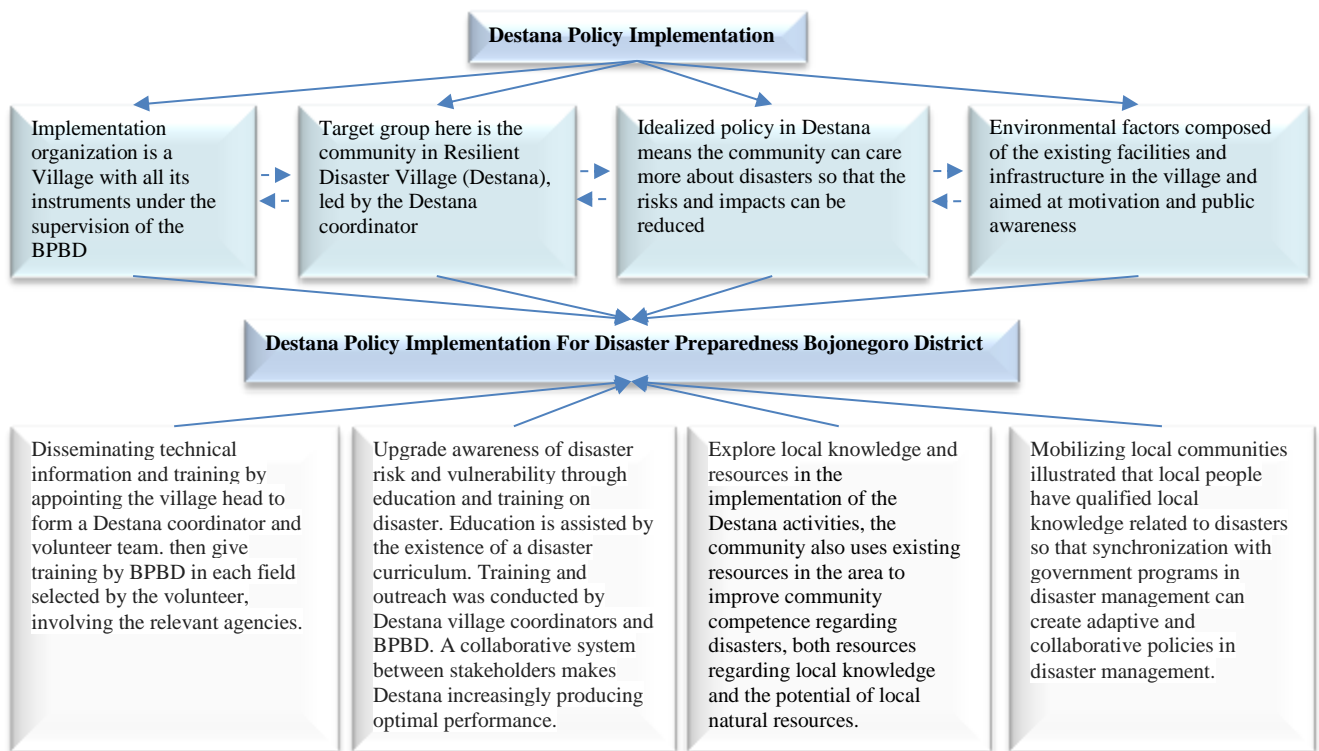 Destana Policy Implementation
Implementation
organization is a
Village with all its
instruments under the
supervision of the
BPBD
Target group here is the
community in Resilient
Disaster Village (Destana),
led by the Destana
coordinator
Idealized policy in Destana
means the community can care
more about disasters so that the
risks and impacts can be
reduced
Environmental factors composed
of the existing facilities and
infrastructure in the village and
aimed at motivation and public
awareness
Destana Policy Implementation For Disaster Preparedness Bojonegoro District
Disseminating technical
information and training by
appointing the village head to
form a Destana coordinator and
volunteer team. then give
training by BPBD in each field
selected by the volunteer,
involving the relevant agencies.
Upgrade awareness of disaster
risk and vulnerability through
education and training on
disaster. Education is assisted by
the existence of a disaster
curriculum. Training and
outreach was conducted by
Destana village coordinators and
BPBD. A collaborative system
between stakeholders makes
Destana increasingly producing
optimal performance.
Explore local knowledge and
resources in the
implementation of the
Destana activities, the
community also uses existing
resources in the area to
improve community
competence regarding
disasters, both resources
regarding local knowledge
and the potential of local
natural resources.
Mobilizing local communities
illustrated that local people
have qualified local
knowledge related to disasters
so that synchronization with
government programs in
disaster management can
create adaptive and
collaborative policies in
disaster management.